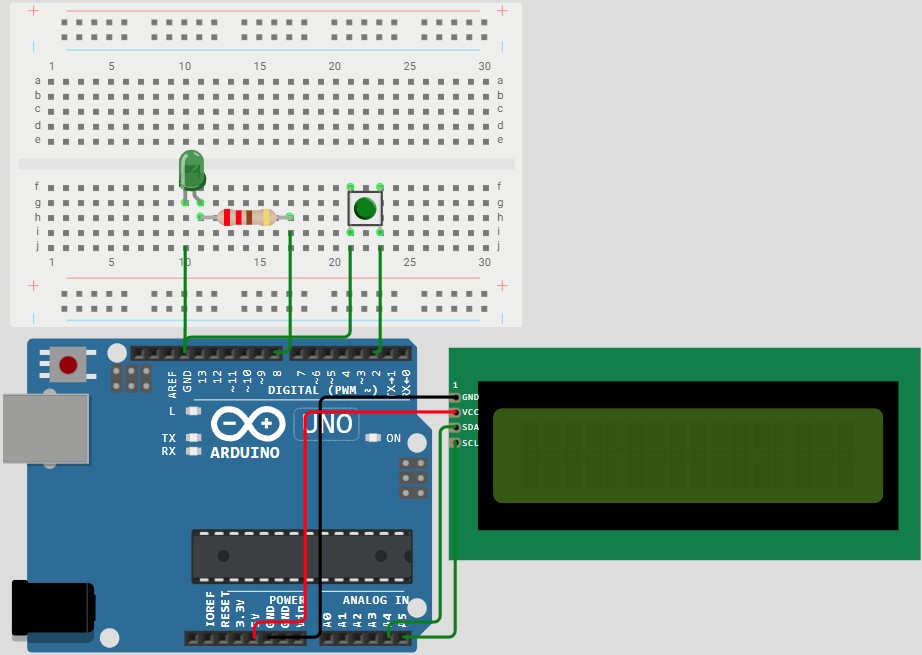 1 5 10 15 20 25 30
a a
b b
c c
d d
e e
f f
g g
h h
i i
j j
1 5 10 15 20 25 30
AREF
GND
13
12
~11
~10
~9
8
7
~6
~5
4
~3
2
TX→1
RX←0
DIGITAL (PWM ~)
L
TX
RX
UNO
ON
ARDUINO
IOREF
RESET
3.3V
5V
GND
GND
Vin
POWER
ANALOG IN
A0
A1
A2
A3
A4
A5
1
GND
VCC
SDA
SCL